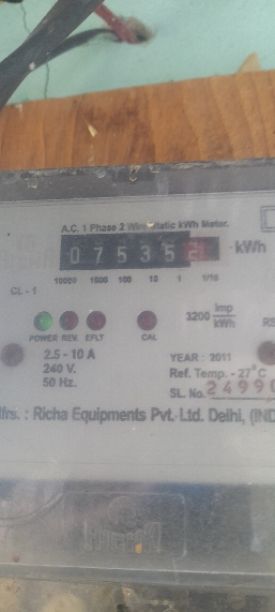 A.C. 1 Phase 2 Wire Static kWh Meter.
0 7 5 3 5 kWh
10000 1000 100 10 1 1/10
CL - 1
3200 imp/kWh
POWER REV. EFLT CAL
2.5 - 10 A
240 V.
50 Hz.
YEAR : 2011
Ref. Temp. - 27°C
SL. No. 2499
Mfrs. : Richa Equipments Pvt. Ltd. Delhi,